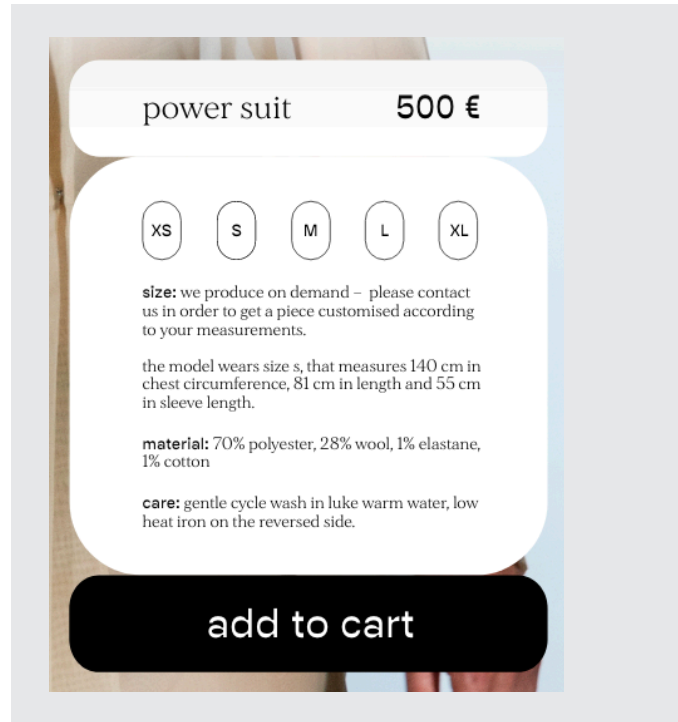 power suit 500 €
XS S M L XL
size: we produce on demand – please contact
us in order to get a piece customised according
to your measurements.
the model wears size s, that measures 140 cm in
chest circumference, 81 cm in length and 55 cm
in sleeve length.
material: 70% polyester, 28% wool, 1% elastane,
1% cotton
care: gentle cycle wash in luke warm water, low
heat iron on the reversed side.
add to cart